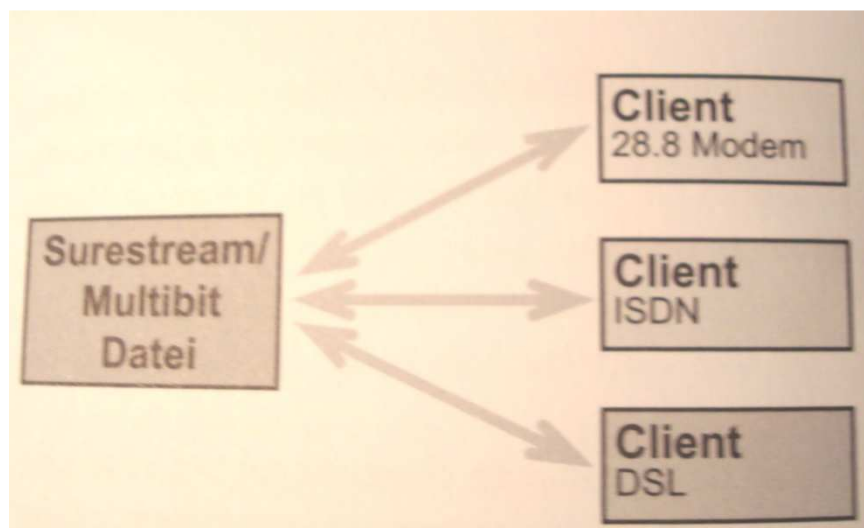 Surestream/
Multibit
Datei
Client
28.8 Modem
Client
ISDN
Client
DSL